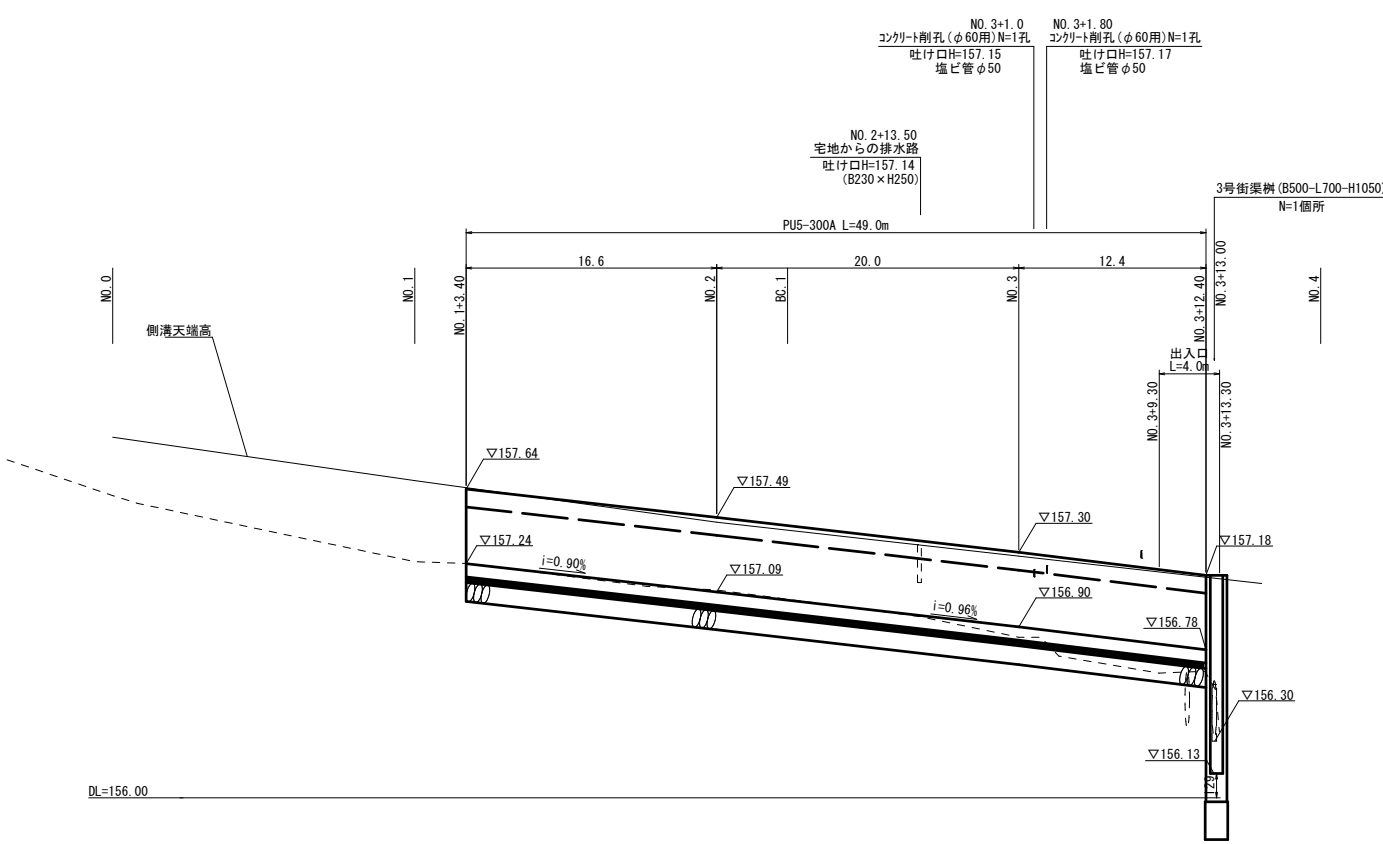 NO.3+1.0
コンクリート削孔(φ60用)N=1孔
吐け口H=157.15
塩ビ管φ50
NO.3+1.80
コンクリート削孔(φ60用)N=1孔
吐け口H=157.17
塩ビ管φ50
NO.2+13.50
宅地からの排水路
吐け口H=157.14
(B230×H250)
3号街渠桝(B500-L700-H1050)
N=1個所
PU5-300A L=49.0m
16.6
20.0
12.4
NO.0
NO.1
NO.1+3.40
NO.2
BC.1
NO.3
NO.3+12.40
NO.3+13.00
NO.4
側溝天端高
出入口
L=4.0m
NO.3+9.30
NO.3+13.30
▽157.64
▽157.49
▽157.30
▽157.18
▽157.24
i=0.90%
▽157.09
i=0.96%
▽156.90
▽156.78
▽156.30
▽156.13
129
DL=156.00